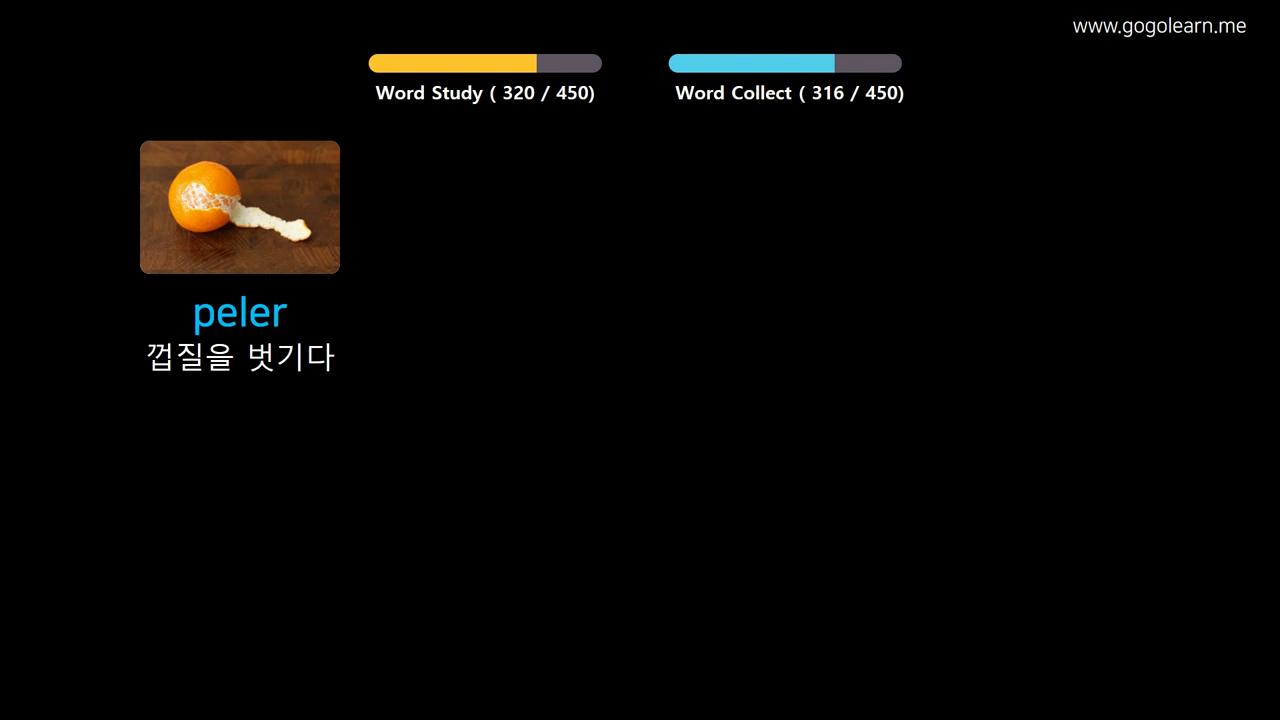 www.gogolearn.me
Word Study ( 320 / 450)
Word Collect ( 316 / 450)
peler
껍질을 벗기다